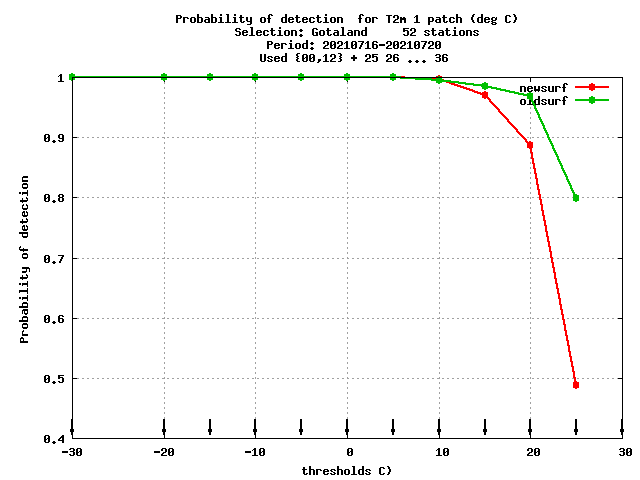 Probability of detection  for T2m 1 patch (deg C)
Selection: Gotaland     52 stations
Period: 20210716-20210720
Used {00,12} + 25 26 ... 36
newsurf
oldsurf
Probability of detection
1
0.9
0.8
0.7
0.6
0.5
0.4
-30 -20 -10 0 10 20 30
thresholds C)